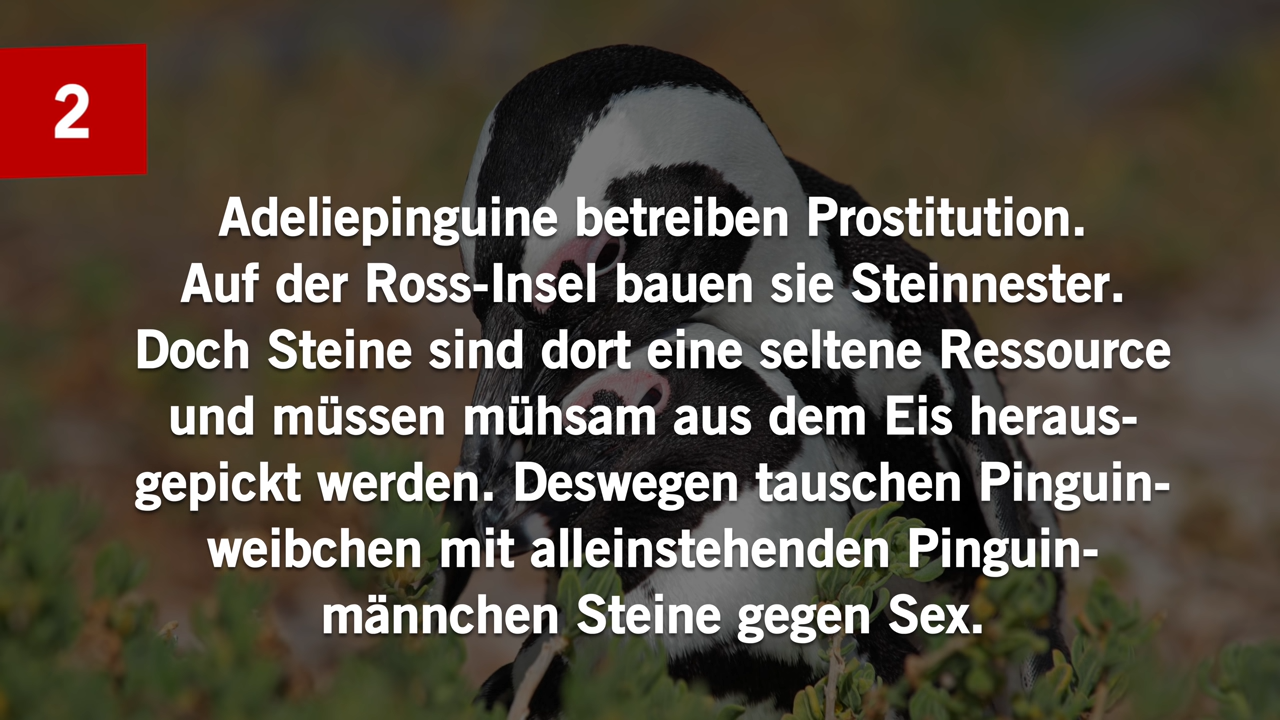 2
Adeliepinguine betreiben Prostitution.
Auf der Ross-Insel bauen sie Steinnester.
Doch Steine sind dort eine seltene Ressource
und müssen mühsam aus dem Eis heraus-
gepickt werden. Deswegen tauschen Pinguin-
weibchen mit alleinstehenden Pinguin-
männchen Steine gegen Sex.